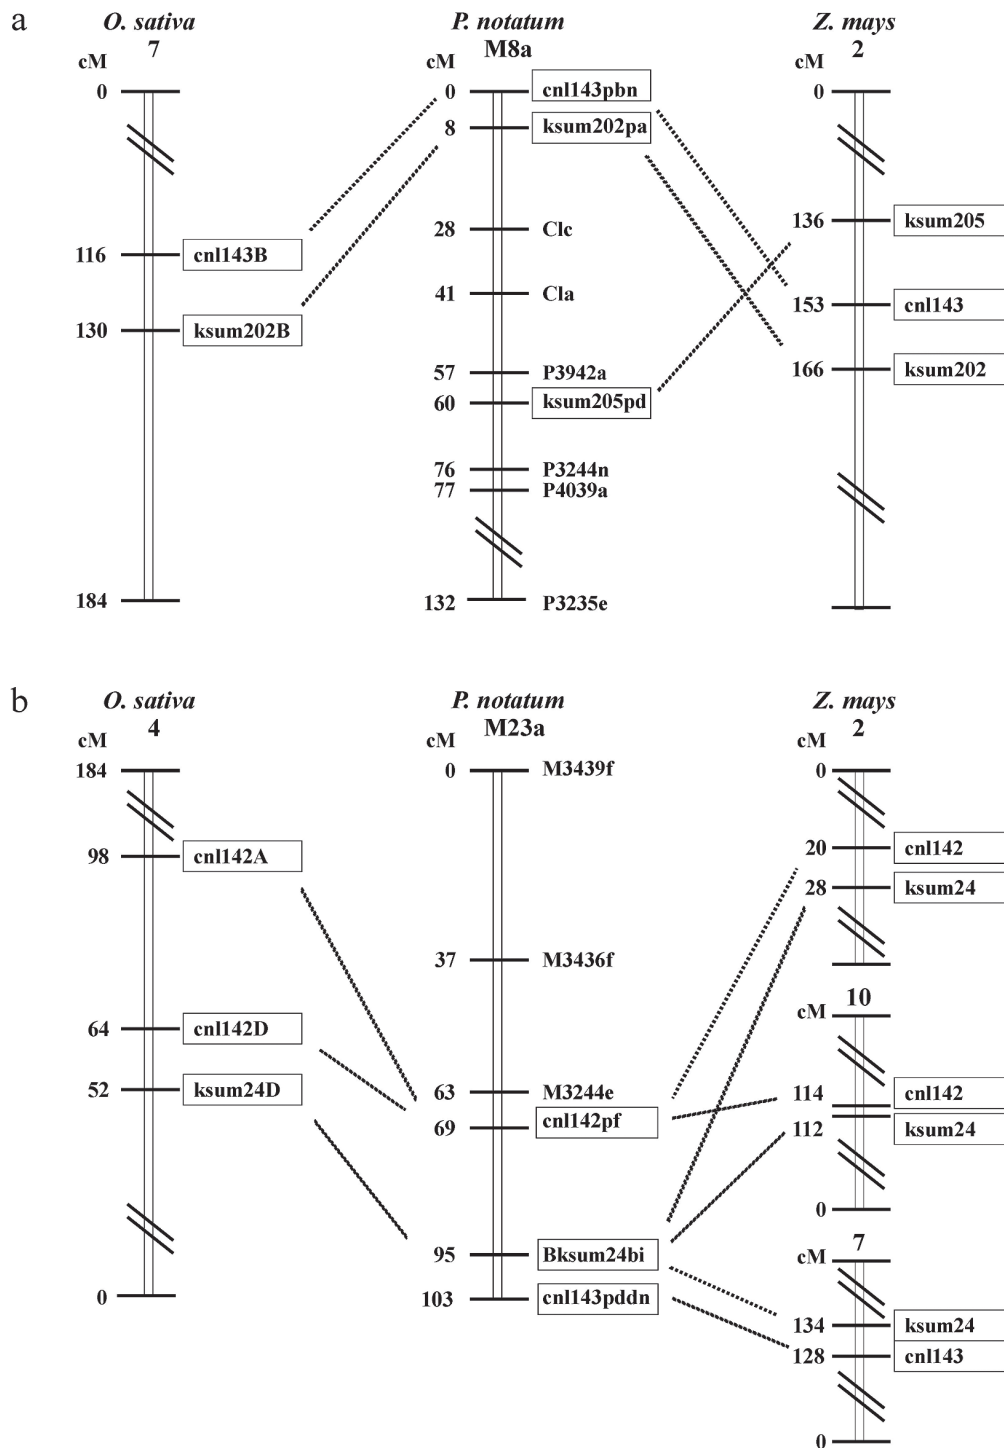 a
O. sativa P. notatum Z. mays
7 M8a 2
cM cM cM
0 0 cnl143pbn 0
8 ksum202pa
136 ksum205
28 Clc
116 cnl143B
41 Cla
153 cnl143
130 ksum202B
166 ksum202
57 P3942a
60 ksum205pd
76 P3244n
77 P4039a
184 132 P3235e
b
O. sativa P. notatum Z. mays
4 M23a 2
cM cM cM
184 0 M3439f 0
98 cnl142A 20 cnl142
28 ksum24
37 M3436f
10
cM
64 cnl142D
52 ksum24D 63 M3244e 114 cnl142
69 cnl142pf 112 ksum24
0
7
95 Bksum24bi cM
0 103 cnl143pddn
134 ksum24
128 cnl143
0